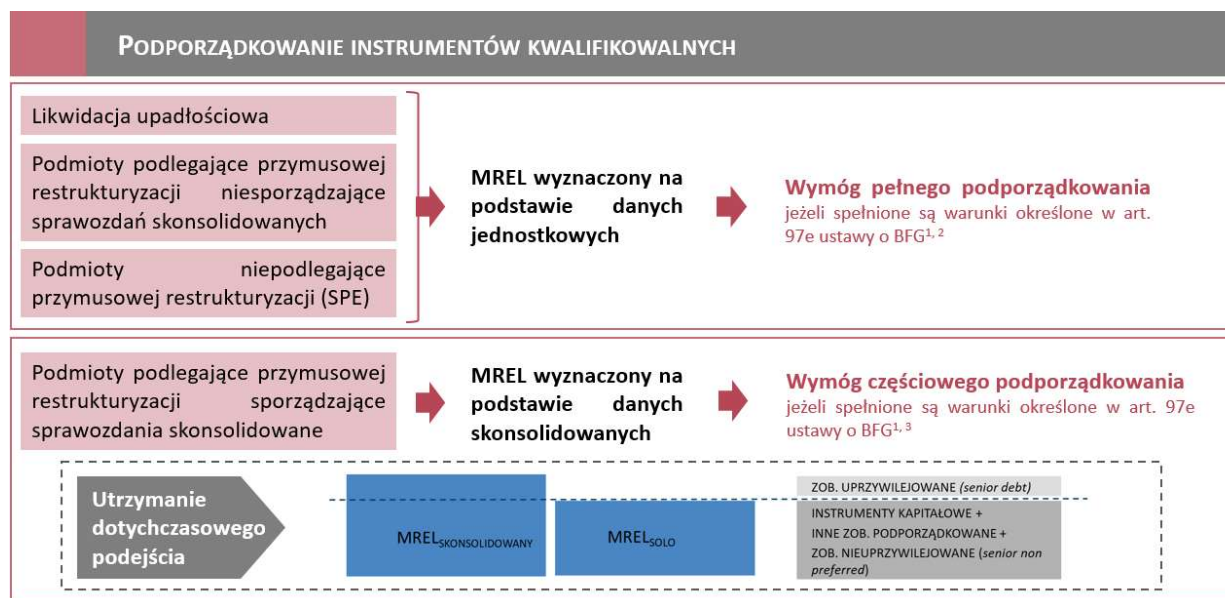 PODPORZĄDKOWANIE INSTRUMENTÓW KWALIFIKOWALNYCH
Likwidacja upadłościowa
Podmioty podlegające przymusowej
restrukturyzacji niesporządzające
sprawozdań skonsolidowanych
Podmioty niepodlegające
przymusowej restrukturyzacji (SPE)
MREL wyznaczony na
podstawie danych
jednostkowych
Wymóg pełnego podporządkowania
jeżeli spełnione są warunki określone w art.
97e ustawy o BFG1, 2
Podmioty podlegające przymusowej
restrukturyzacji sporządzające
sprawozdania skonsolidowane
MREL wyznaczony na
podstawie danych
skonsolidowanych
Wymóg częściowego podporządkowania
jeżeli spełnione są warunki określone w art. 97e
ustawy o BFG1, 3
Utrzymanie
dotychczasowego
podejścia
MRELSKONSOLIDOWANY
MRELSOLO
ZOB. UPRZYWILEJOWANE (senior debt)
INSTRUMENTY KAPITAŁOWE +
INNE ZOB. PODPORZĄDKOWANE +
ZOB. NIEUPRZYWILEJOWANE (senior non
preferred)